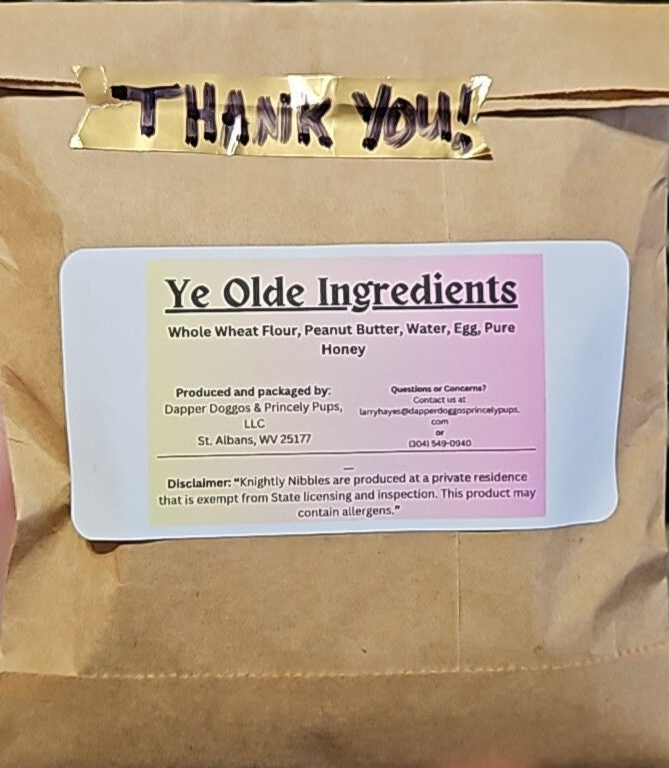 THANK YOU!
Ye Olde Ingredients
Whole Wheat Flour, Peanut Butter, Water, Egg, Pure
Honey
Produced and packaged by:
Dapper Doggos & Princely Pups,
LLC
St. Albans, WV 25177
Questions or Concerns?
Contact us at
larryhayes@dapperdoggosprincelypups.
com
or
(304) 549-0940
Disclaimer: "Knightly Nibbles are produced at a private residence
that is exempt from State licensing and inspection. This product may
contain allergens."